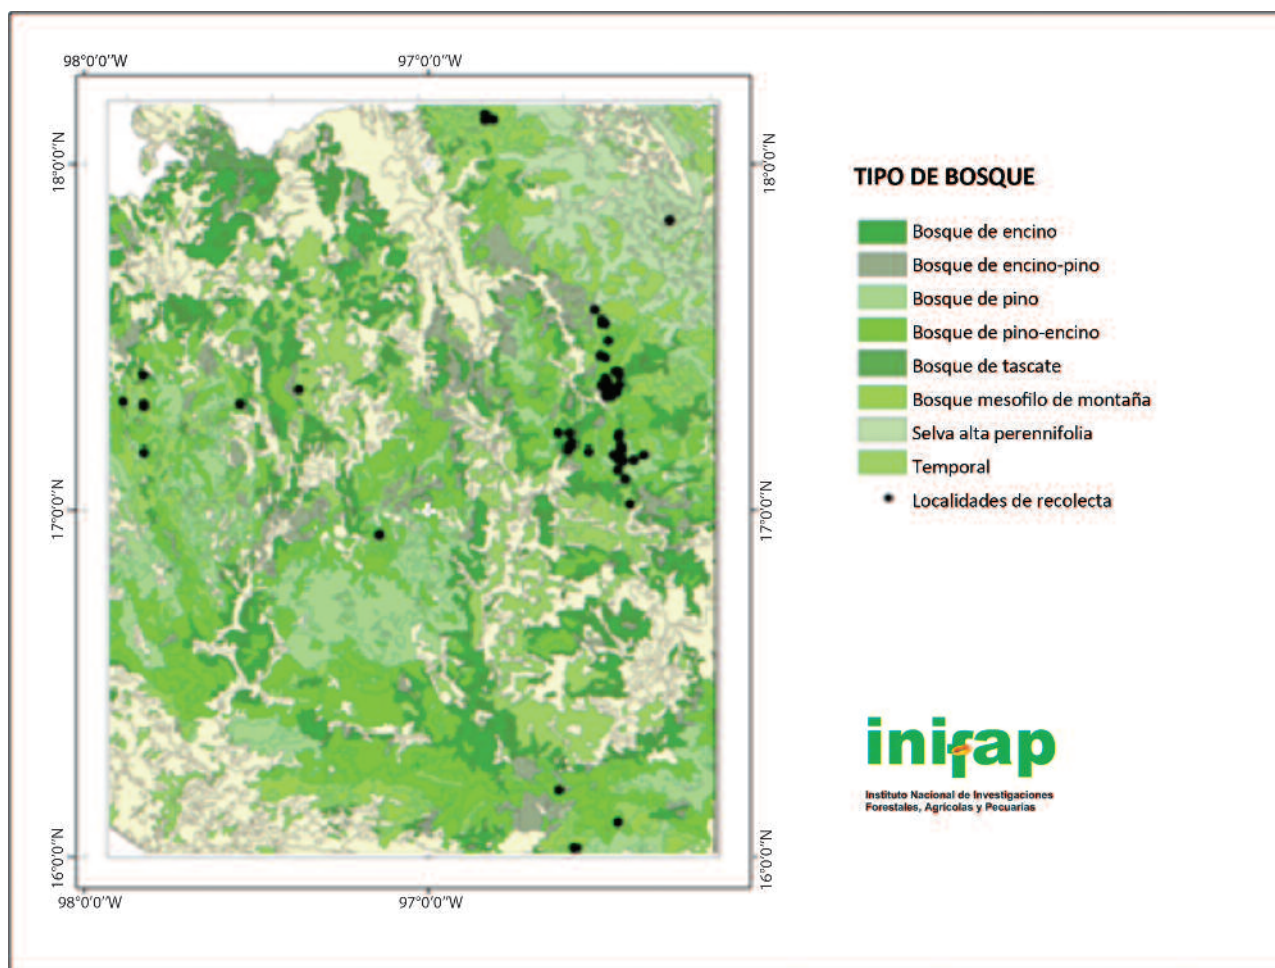 98°0'0''W
97°0'0''W
18°0'0''N
18°0'0''N
17°0'0''N
17°0'0''N
16°0'0''N
16°0'0''N
98°0'0''W
97°0'0''W
TIPO DE BOSQUE
Bosque de encino
Bosque de encino-pino
Bosque de pino
Bosque de pino-encino
Bosque de tascate
Bosque mesofilo de montaña
Selva alta perennifolia
Temporal
Localidades de recolecta
inifap
Instituto Nacional de Investigaciones
Forestales, Agrícolas y Pecuarias